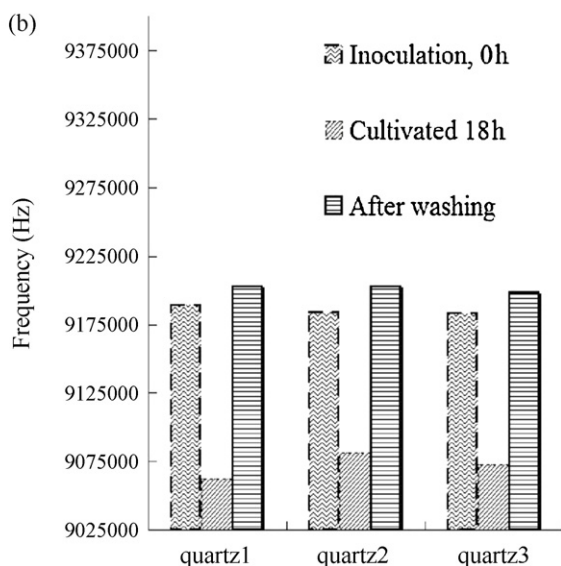 (b)
Frequency (Hz)
9375000
9325000
9275000
9225000
9175000
9125000
9075000
9025000
Inoculation, 0h
Cultivated 18h
After washing
quartz1 quartz2 quartz3